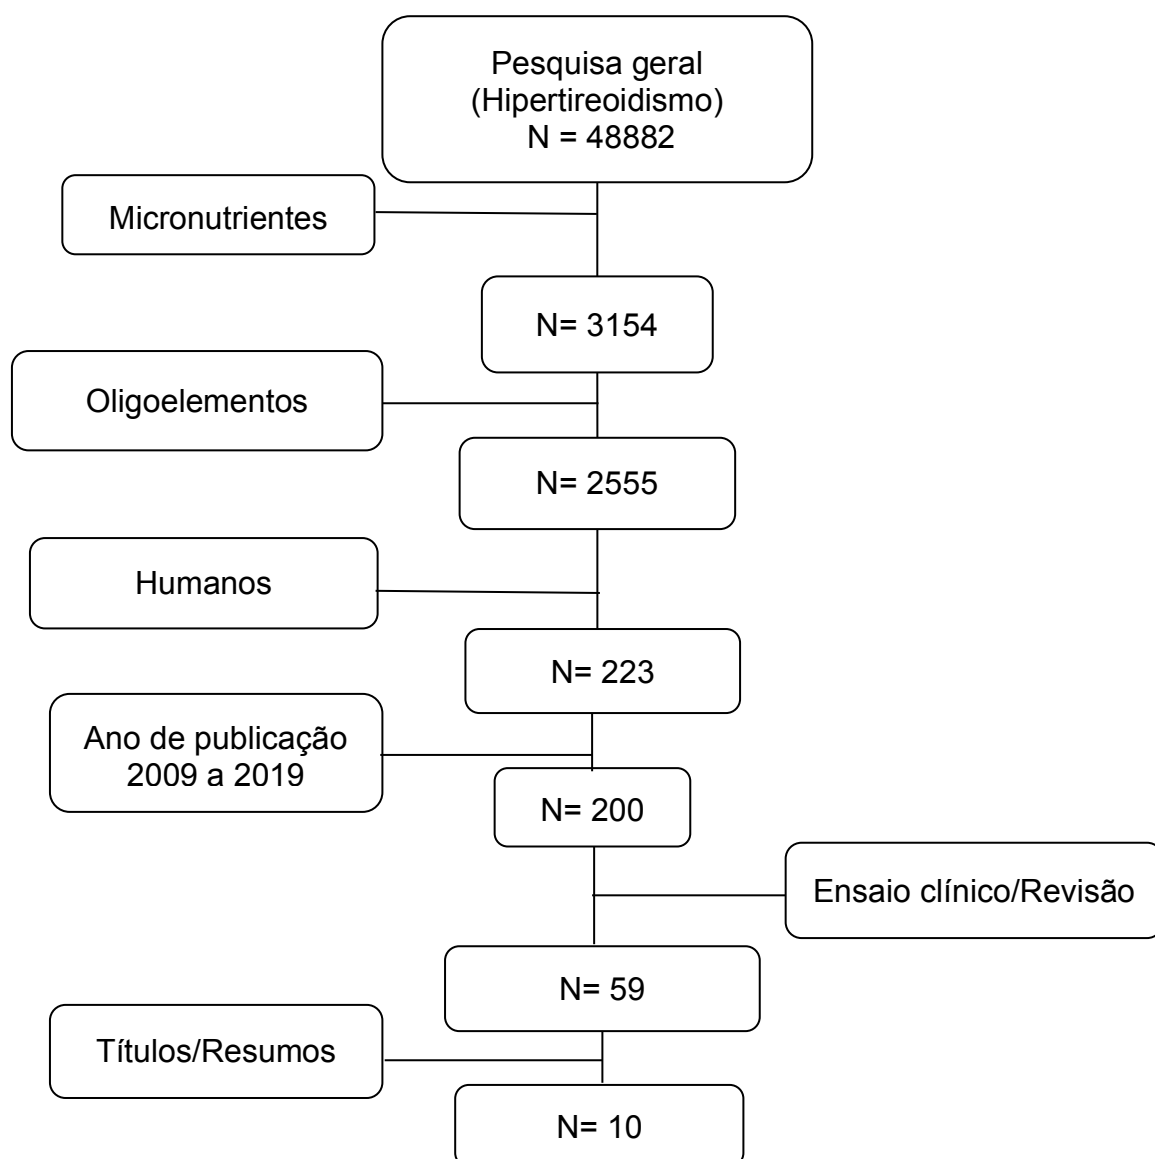 Pesquisa geral
(Hipertireoidismo)
N = 48882
Micronutrientes
N= 3154
Oligoelementos
N= 2555
Humanos
N= 223
Ano de publicação
2009 a 2019
N= 200
Ensaio clínico/Revisão
N= 59
Títulos/Resumos
N= 10